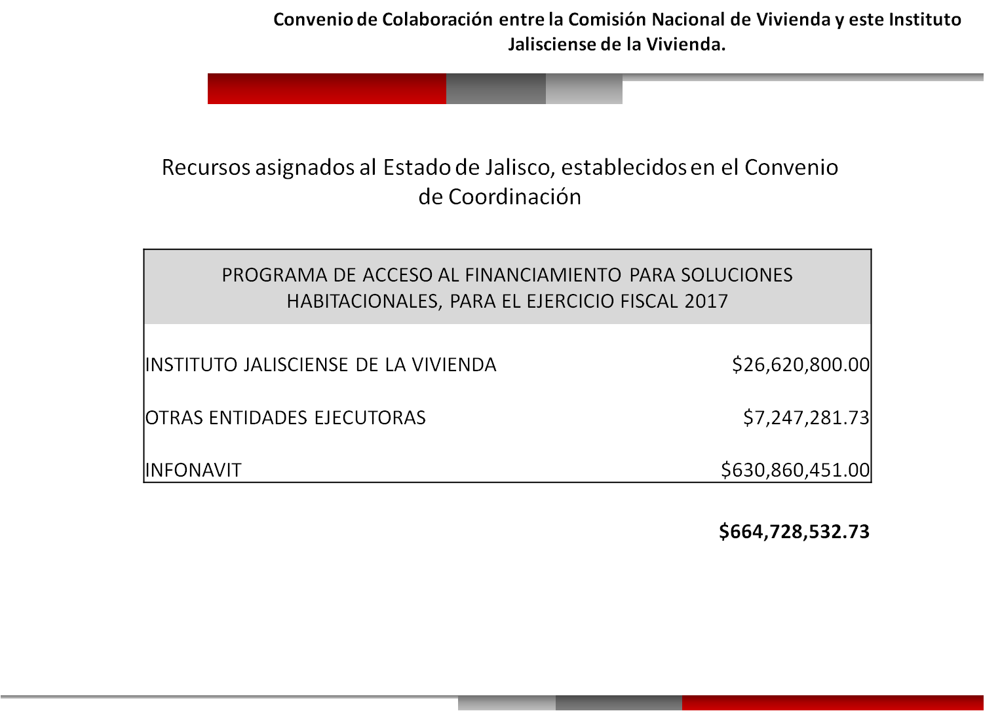 Convenio de Colaboración entre la Comisión Nacional de Vivienda y este Instituto
Jalisciense de la Vivienda.
Recursos asignados al Estado de Jalisco, establecidos en el Convenio
de Coordinación
PROGRAMA DE ACCESO AL FINANCIAMIENTO PARA SOLUCIONES
HABITACIONALES, PARA EL EJERCICIO FISCAL 2017
INSTITUTO JALISCIENSE DE LA VIVIENDA $26,620,800.00
OTRAS ENTIDADES EJECUTORAS $7,247,281.73
INFONAVIT $630,860,451.00
$664,728,532.73